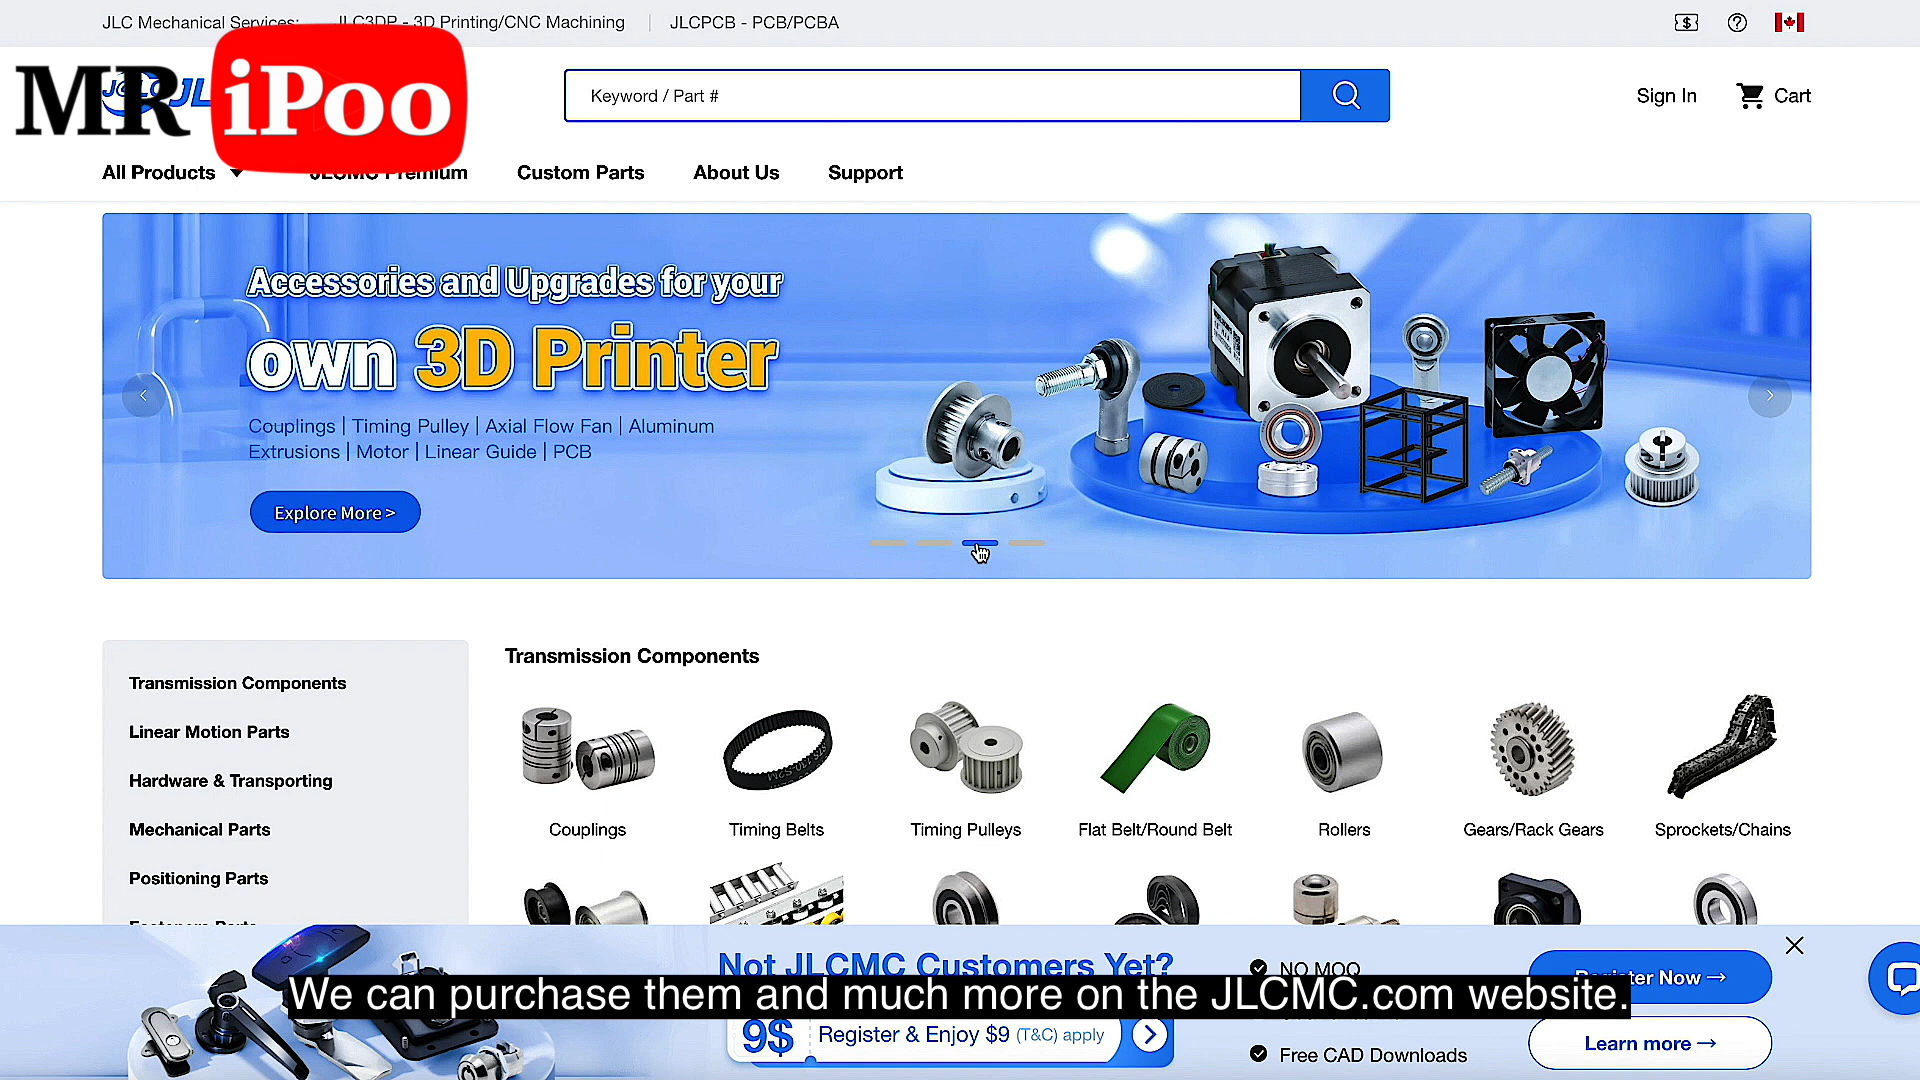 JLC Mechanical Services: JLC3DP - 3D Printing/CNC Machining JLCPCB - PCB/PCBA
MR iPoo
Keyword / Part #
Sign In
Cart
All Products
JLCMC Premium
Custom Parts
About Us
Support
Accessories and Upgrades for your
own 3D Printer
Couplings | Timing Pulley | Axial Flow Fan | Aluminum
Extrusions | Motor | Linear Guide | PCB
Explore More >
Transmission Components
Linear Motion Parts
Hardware & Transporting
Mechanical Parts
Positioning Parts
Transmission Components
Couplings
Timing Belts
Timing Pulleys
Flat Belt/Round Belt
Rollers
Gears/Rack Gears
Sprockets/Chains
Not JLCMC Customers Yet?
NO MOQ
Register Now →
We can purchase them and much more on the JLCMC.com website.
9$ Register & Enjoy $9 (T&C) apply
Free CAD Downloads
Learn more →